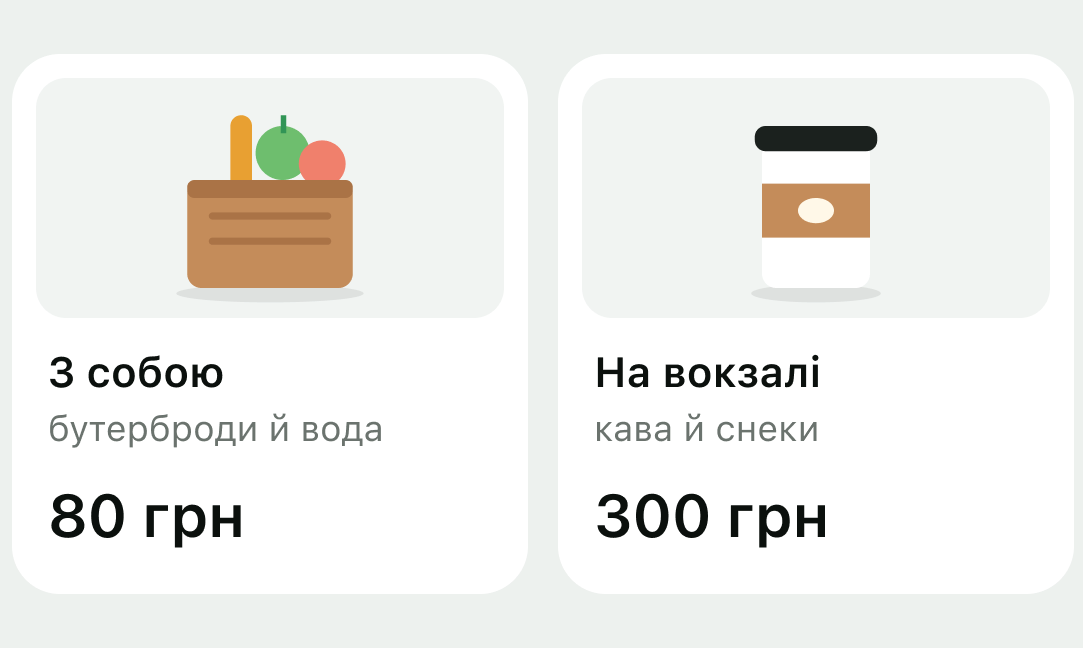 З собою
бутерброди й вода
80 грн
На вокзалі
кава й снеки
300 грн